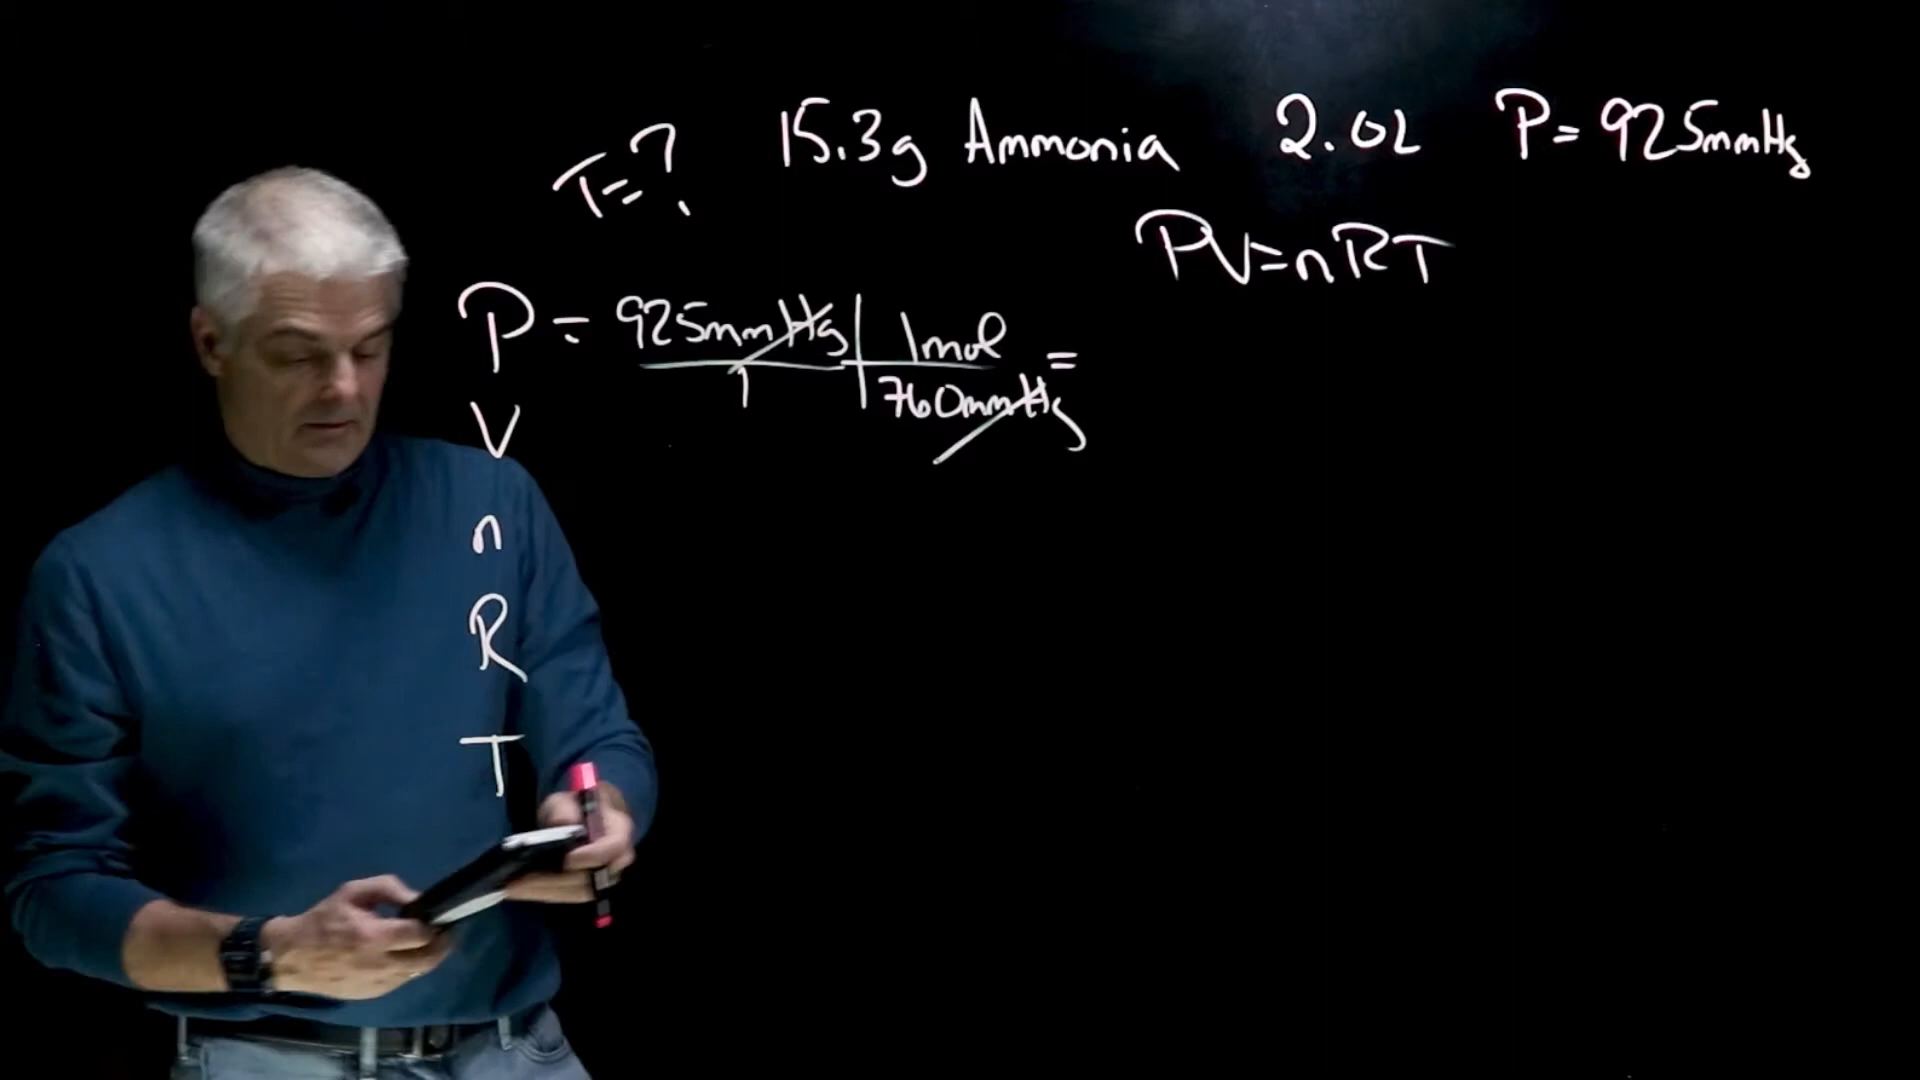 T=? 15.3g Ammonia 2.0L P=925mmHg
PV=nRT
P = 925mmHg | 1mol =
1 | 760mmHg
V
n
R
T